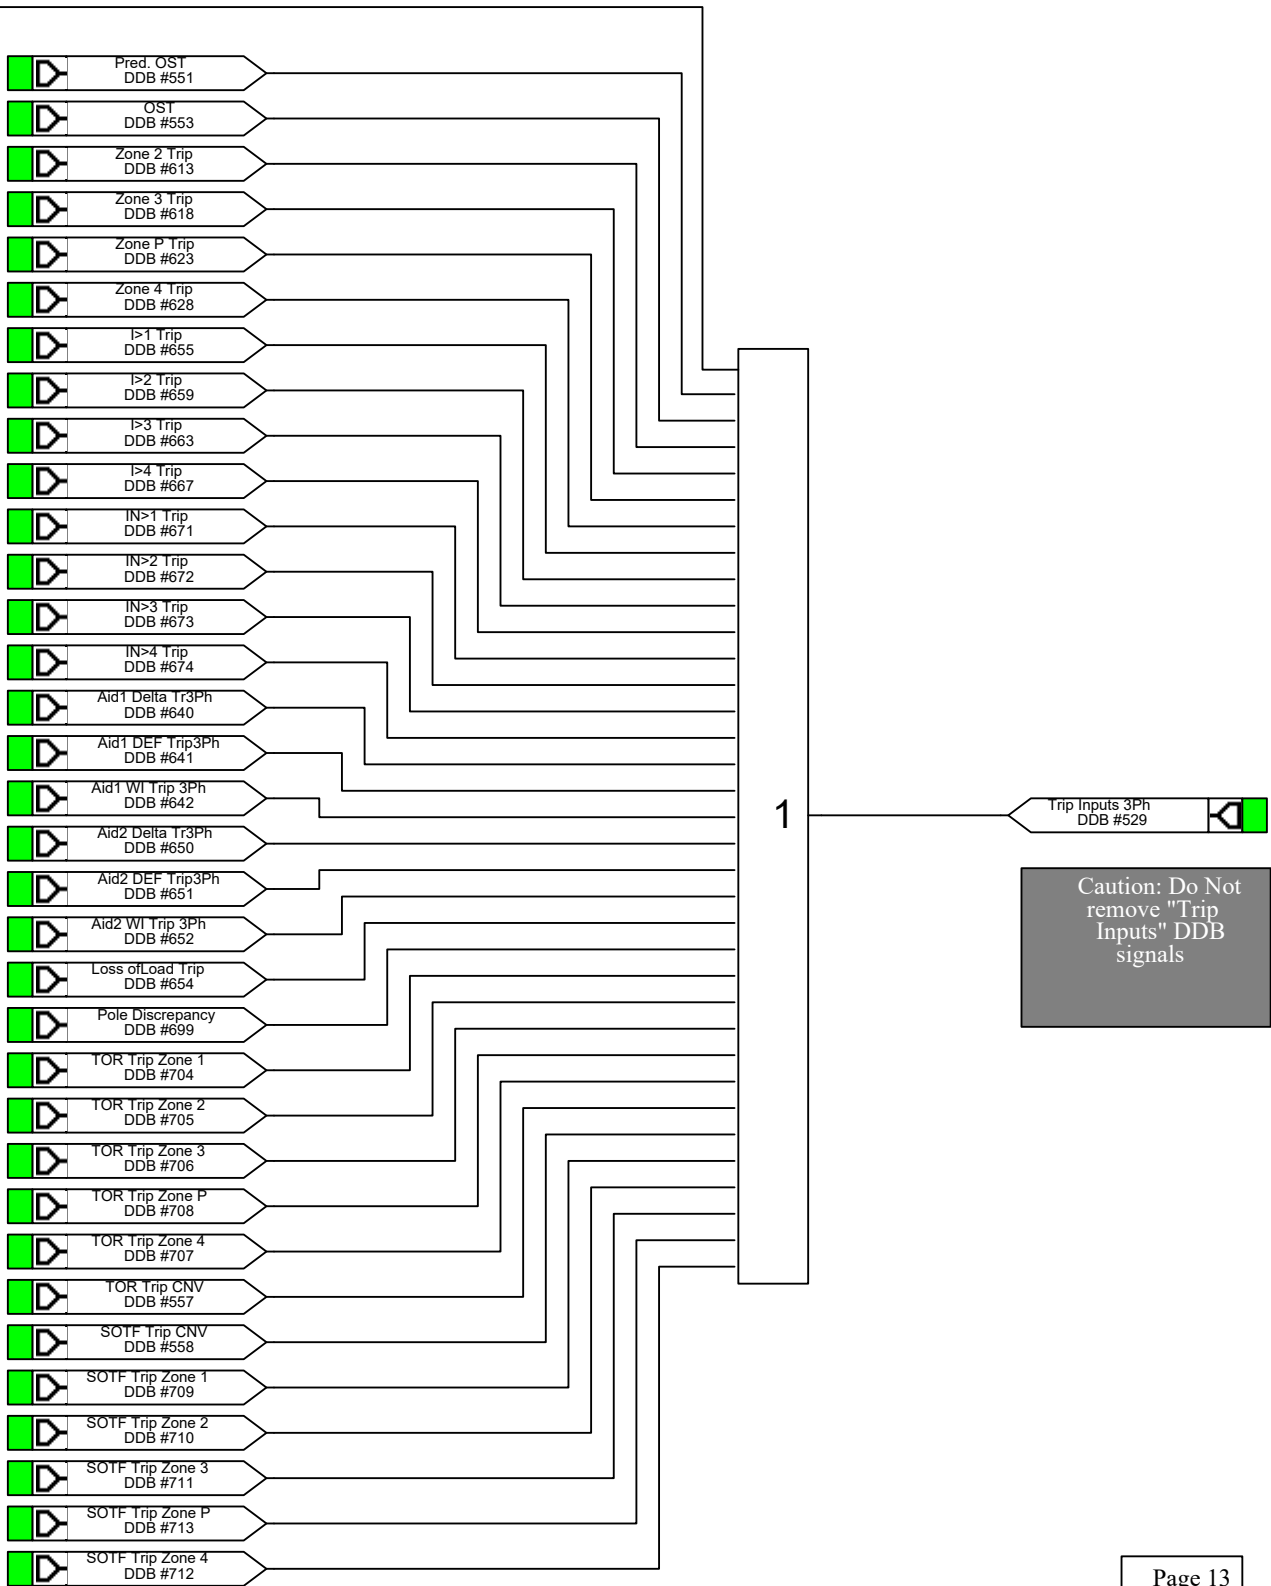 Pred. OST
DDB #551
OST
DDB #553
Zone 2 Trip
DDB #613
Zone 3 Trip
DDB #618
Zone P Trip
DDB #623
Zone 4 Trip
DDB #628
I>1 Trip
DDB #655
I>2 Trip
DDB #659
I>3 Trip
DDB #663
I>4 Trip
DDB #667
IN>1 Trip
DDB #671
IN>2 Trip
DDB #672
IN>3 Trip
DDB #673
IN>4 Trip
DDB #674
Aid1 Delta Tr3Ph
DDB #640
Aid1 DEF Trip3Ph
DDB #641
Aid1 WI Trip 3Ph
DDB #642
Aid2 Delta Tr3Ph
DDB #650
Aid2 DEF Trip3Ph
DDB #651
Aid2 WI Trip 3Ph
DDB #652
Loss ofLoad Trip
DDB #654
Pole Discrepancy
DDB #699
TOR Trip Zone 1
DDB #704
TOR Trip Zone 2
DDB #705
TOR Trip Zone 3
DDB #706
TOR Trip Zone P
DDB #708
TOR Trip Zone 4
DDB #707
TOR Trip CNV
DDB #557
SOTF Trip CNV
DDB #558
SOTF Trip Zone 1
DDB #709
SOTF Trip Zone 2
DDB #710
SOTF Trip Zone 3
DDB #711
SOTF Trip Zone P
DDB #713
SOTF Trip Zone 4
DDB #712
1
Trip Inputs 3Ph
DDB #529
Caution: Do Not
remove "Trip
Inputs" DDB
signals
Page 13